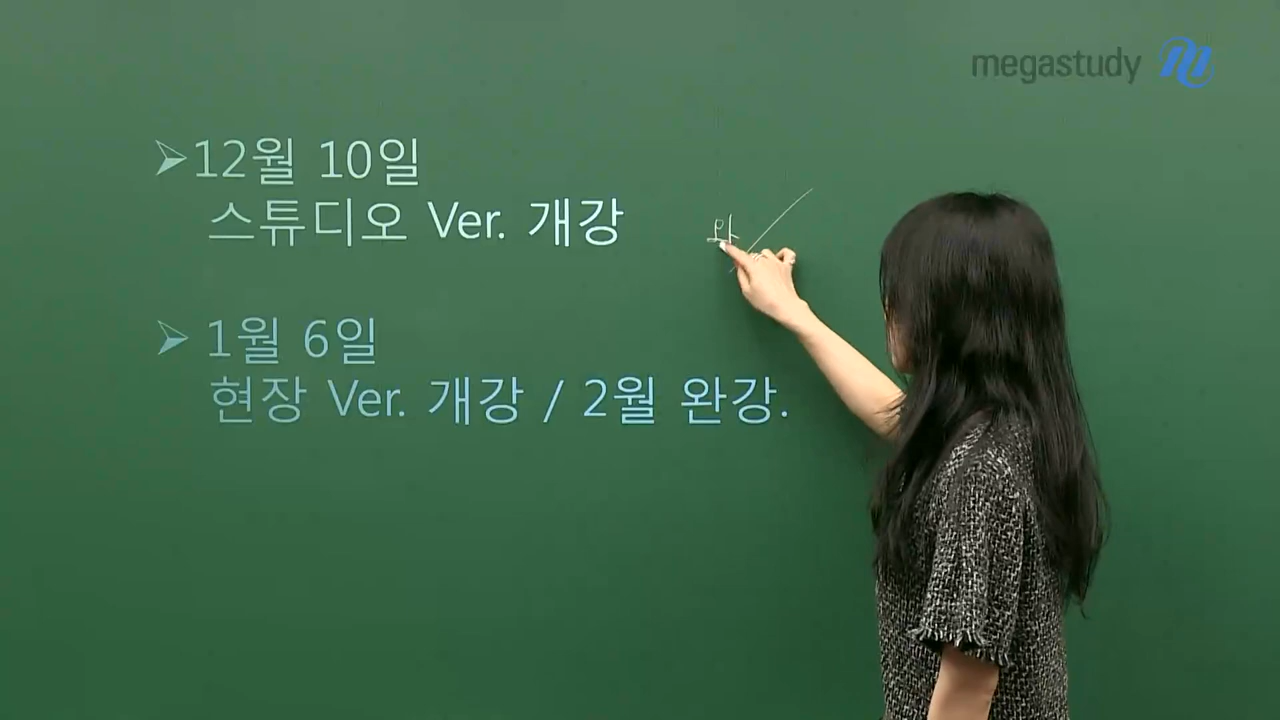 megastudy
➢12월 10일
스튜디오 Ver. 개강
➢ 1월 6일
현장 Ver. 개강 / 2월 완강.